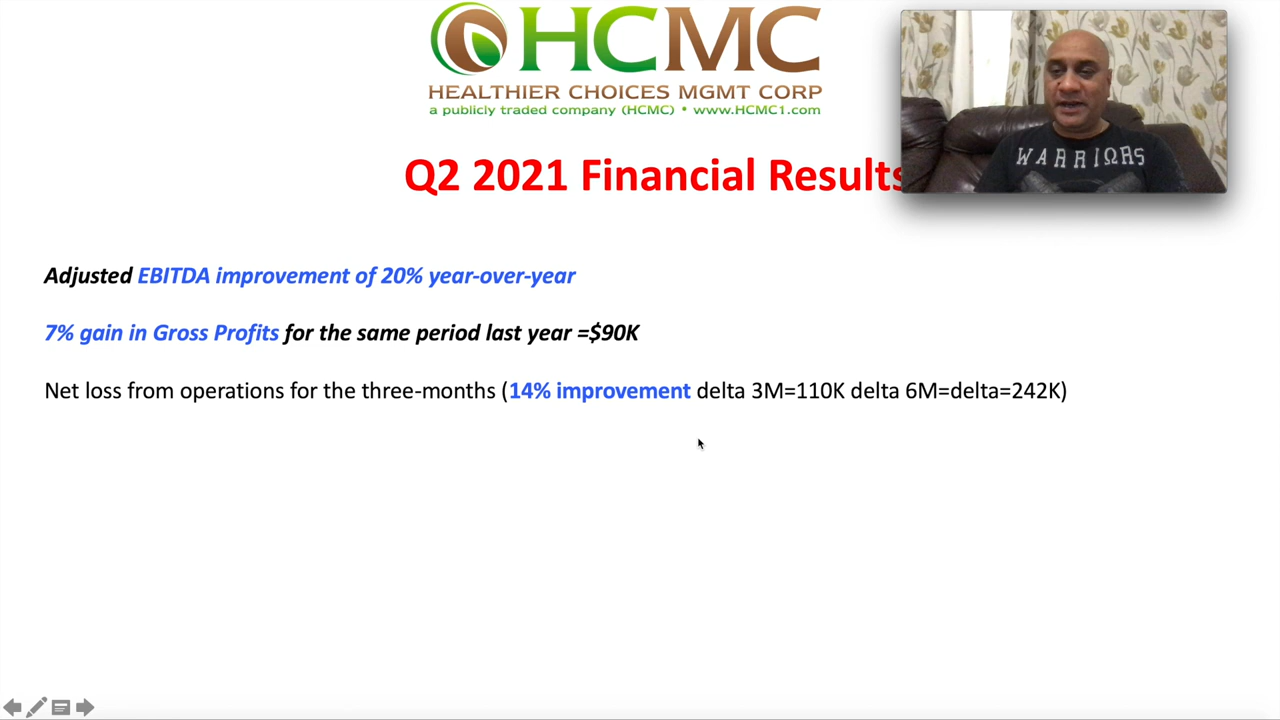 HCMC
HEALTHIER CHOICES MGMT CORP
a publicly traded company (HCMC) • www.HCMC1.com
WARRIΩRS
Q2 2021 Financial Results
Adjusted EBITDA improvement of 20% year-over-year
7% gain in Gross Profits for the same period last year =$90K
Net loss from operations for the three-months (14% improvement delta 3M=110K delta 6M=delta=242K)